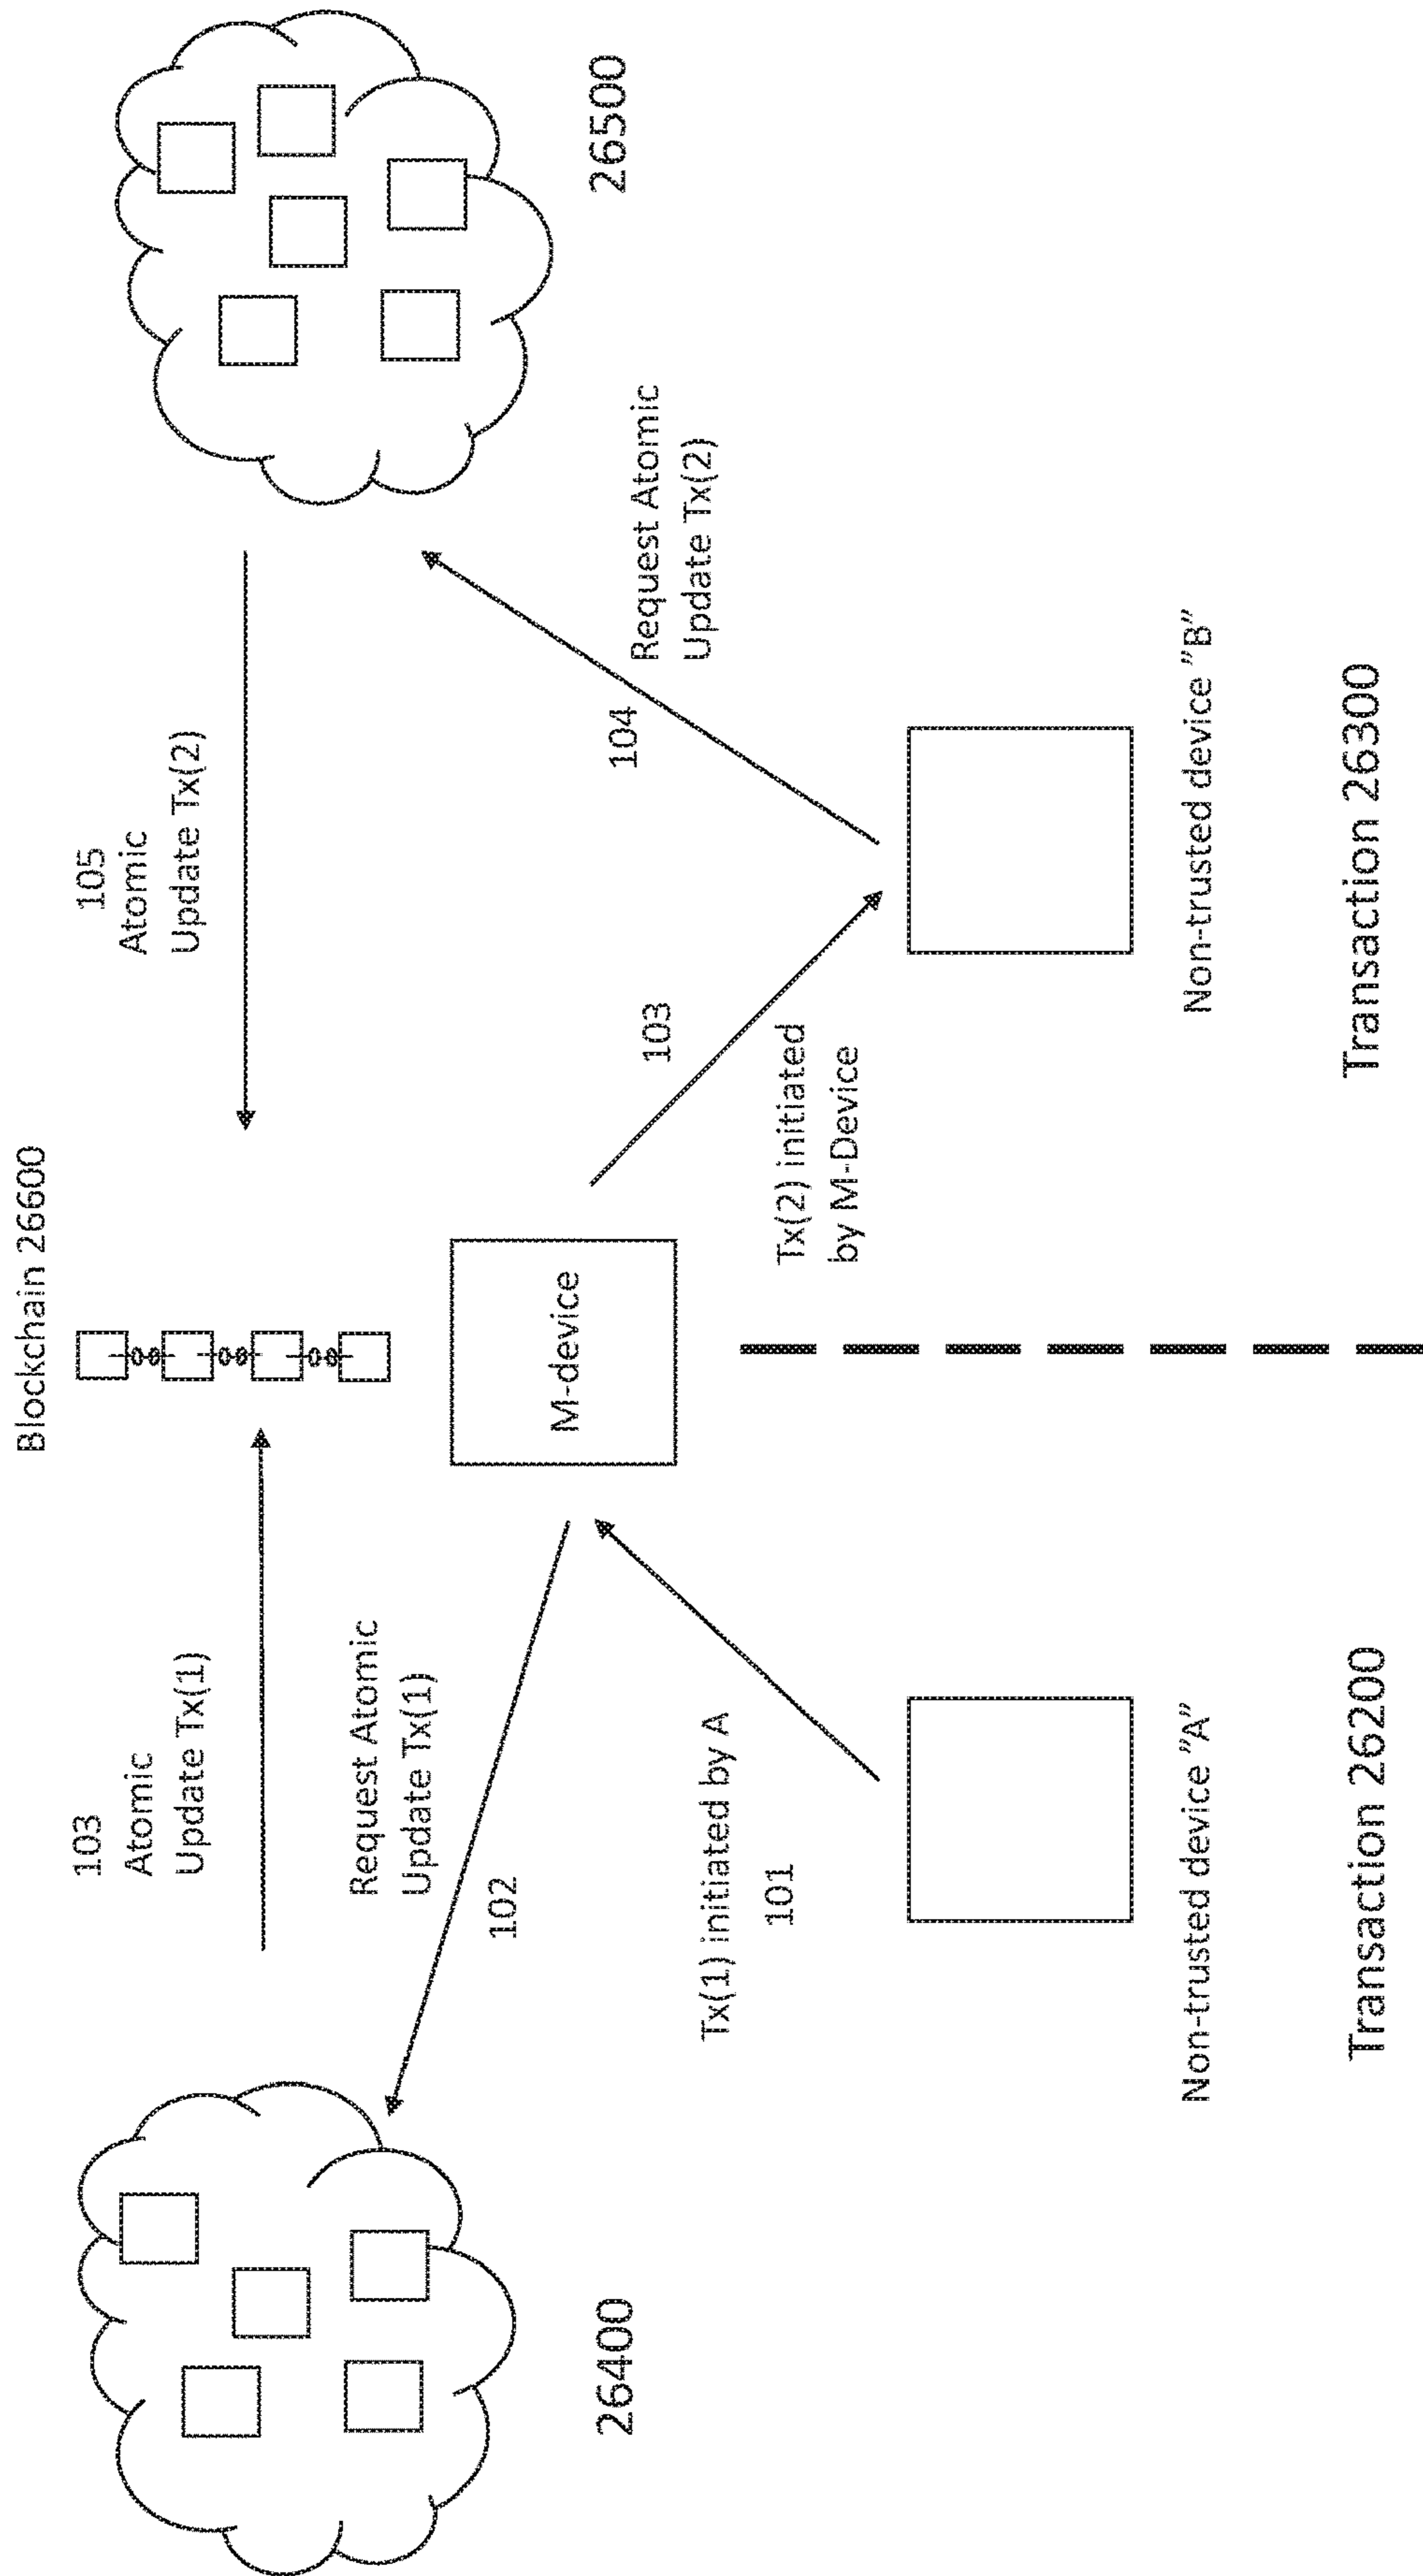 Blockchain 26600
103
Atomic
Update Tx(1)
105
Atomic
Update Tx(2)
Request Atomic
Update Tx(1)
102
M-device
26400
26500
Request Atomic
Update Tx(2)
104
103
Tx(1) initiated by A
101
Tx(2) initiated
by M-Device
Non-trusted device "A"
Non-trusted device "B"
Transaction 26200
Transaction 26300